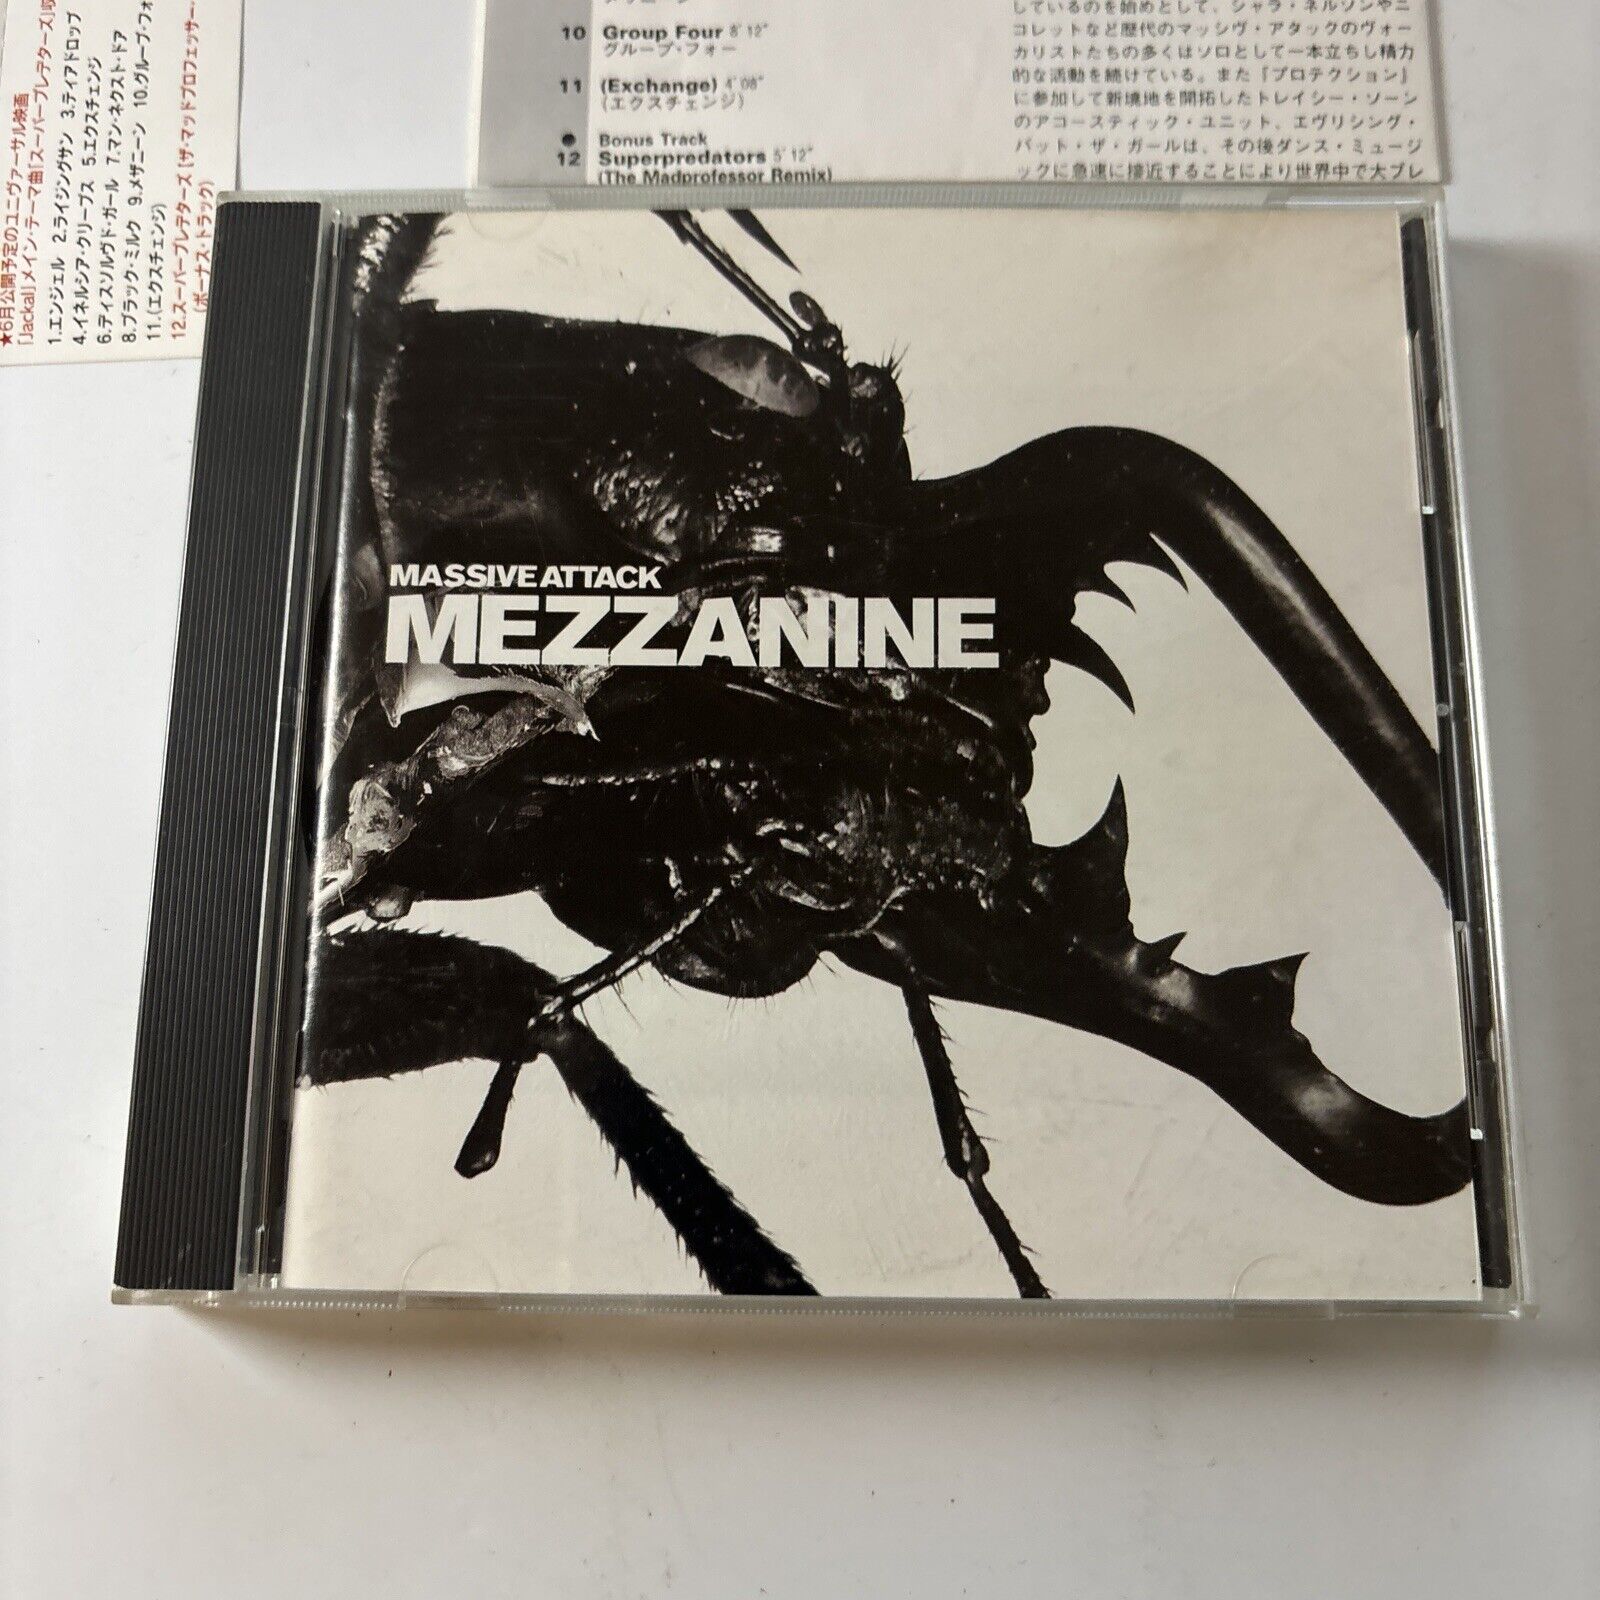 ★6月公開予定のユニヴァーサル映画
「Jackal」メイン・テーマ曲「スーパープレデターズ」収
1.エンジェル 2.ライジングサン 3.ティアドロップ
4.イネルシア・クリープス 5.エクスチェンジ
6.ディスソルヴド・ガール 7.マン・ネクスト・ドア
8.ブラック・ミルク 9.メザニーン 10.グループ・フォ
11.(エクスチェンジ)
12.スーパープレデターズ [ザ・マッドプロフェッサー・
(ボーナス・トラック)
10 Group Four 8'12"
グループ・フォー
11 (Exchange) 4'08"
(エクスチェンジ)
● Bonus Track
12 Superpredators 5'12"
(The Madprofessor Remix)
しているのを始めとして、シャラ・ネルソンやニ
コレットなど歴代のマッシヴ・アタックのヴォー
カリストたちの多くはソロとして一本立ちし精力
的な活動を続けている。また「プロテクション」
に参加して新境地を開拓したトレイシー・ソーン
のアコースティック・ユニット、エヴリシング・
バット・ザ・ガールは、その後ダンス・ミュージ
ックに急速に接近することにより世界中で大ブレ
MASSIVE ATTACK
MEZZANINE